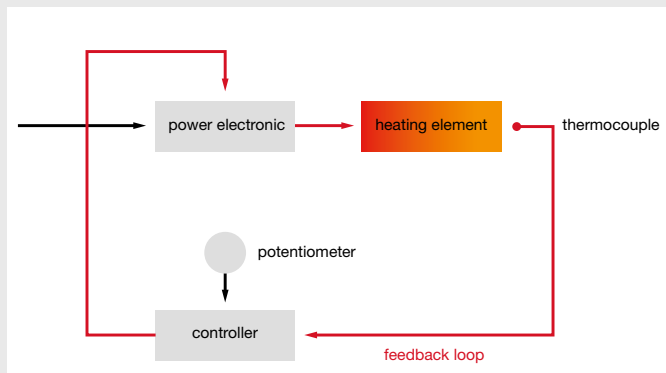 power electronic
heating element
thermocouple
potentiometer
controller
feedback loop